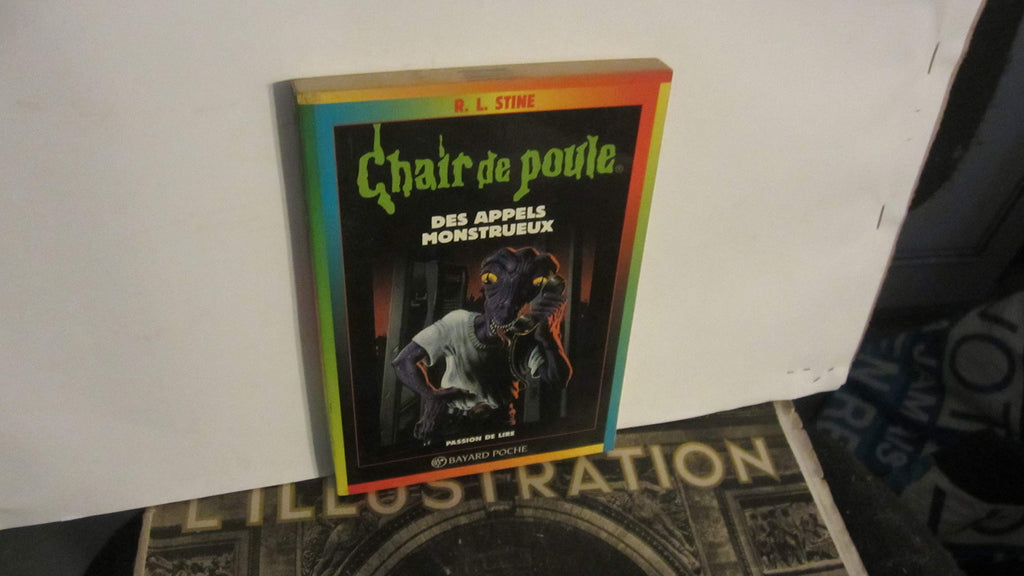 R. L. STINE
Chair de poule®
DES APPELS
MONSTRUEUX
PASSION DE LIRE
BAYARD POCHE
L'ILLUSTRATION